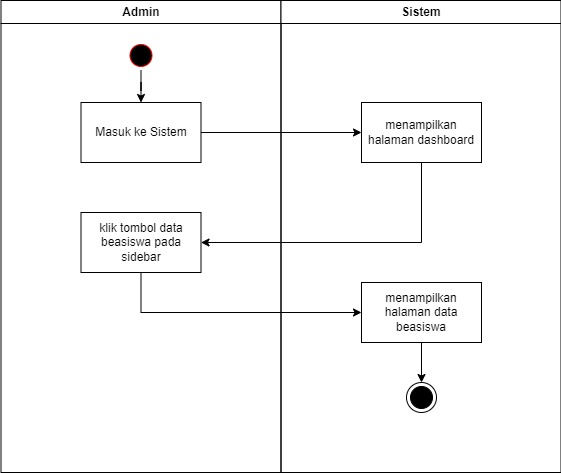 Admin
Sistem
Masuk ke Sistem
menampilkan
halaman dashboard
klik tombol data
beasiswa pada
sidebar
menampilkan
halaman data
beasiswa